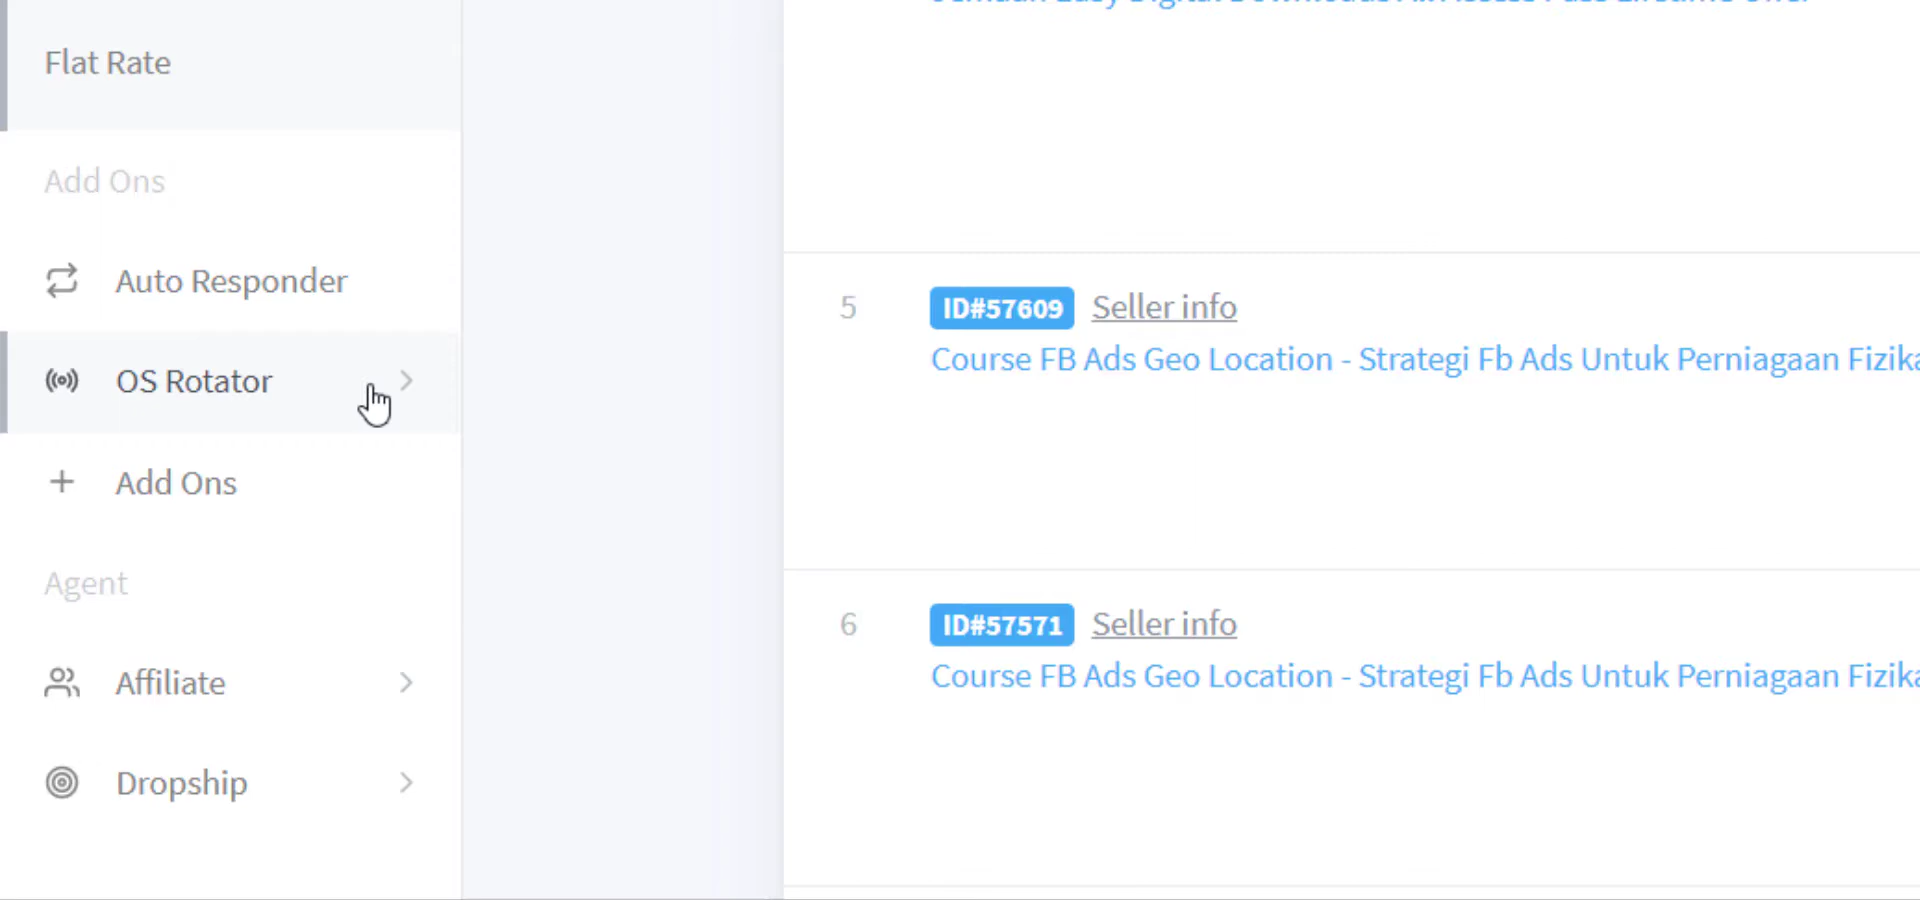 Flat Rate
Add Ons
Auto Responder
OS Rotator
Add Ons
Agent
Affiliate
Dropship
5 ID#57609 Seller info
Course FB Ads Geo Location - Strategi Fb Ads Untuk Perniagaan
6 ID#57571 Seller info
Course FB Ads Geo Location - Strategi Fb Ads Untuk Perniagaan